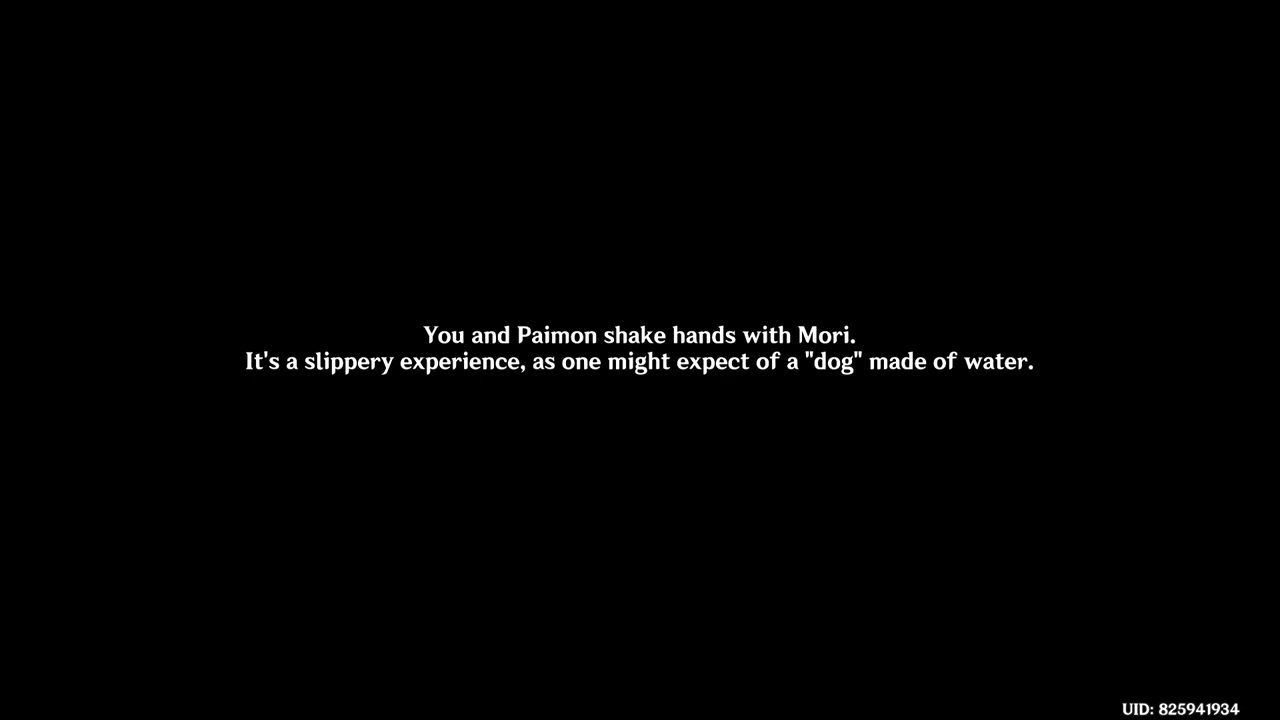 You and Paimon shake hands with Mori.
It's a slippery experience, as one might expect of a "dog" made of water.
UID: 825941934